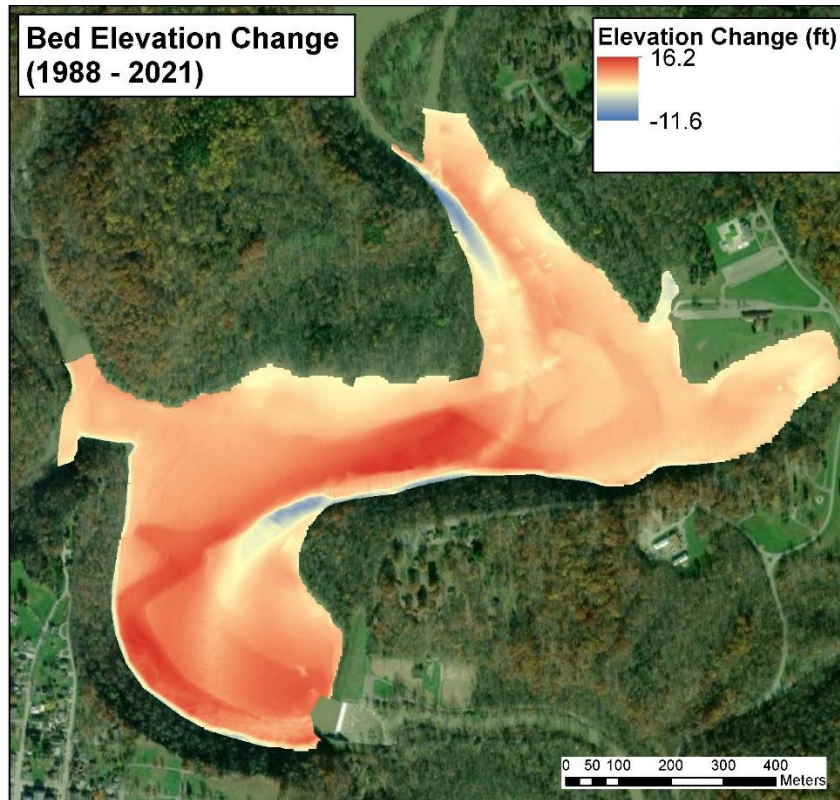 Bed Elevation Change
(1988 - 2021)
Elevation Change (ft)
16.2
-11.6
0 50 100 200 300 400
Meters